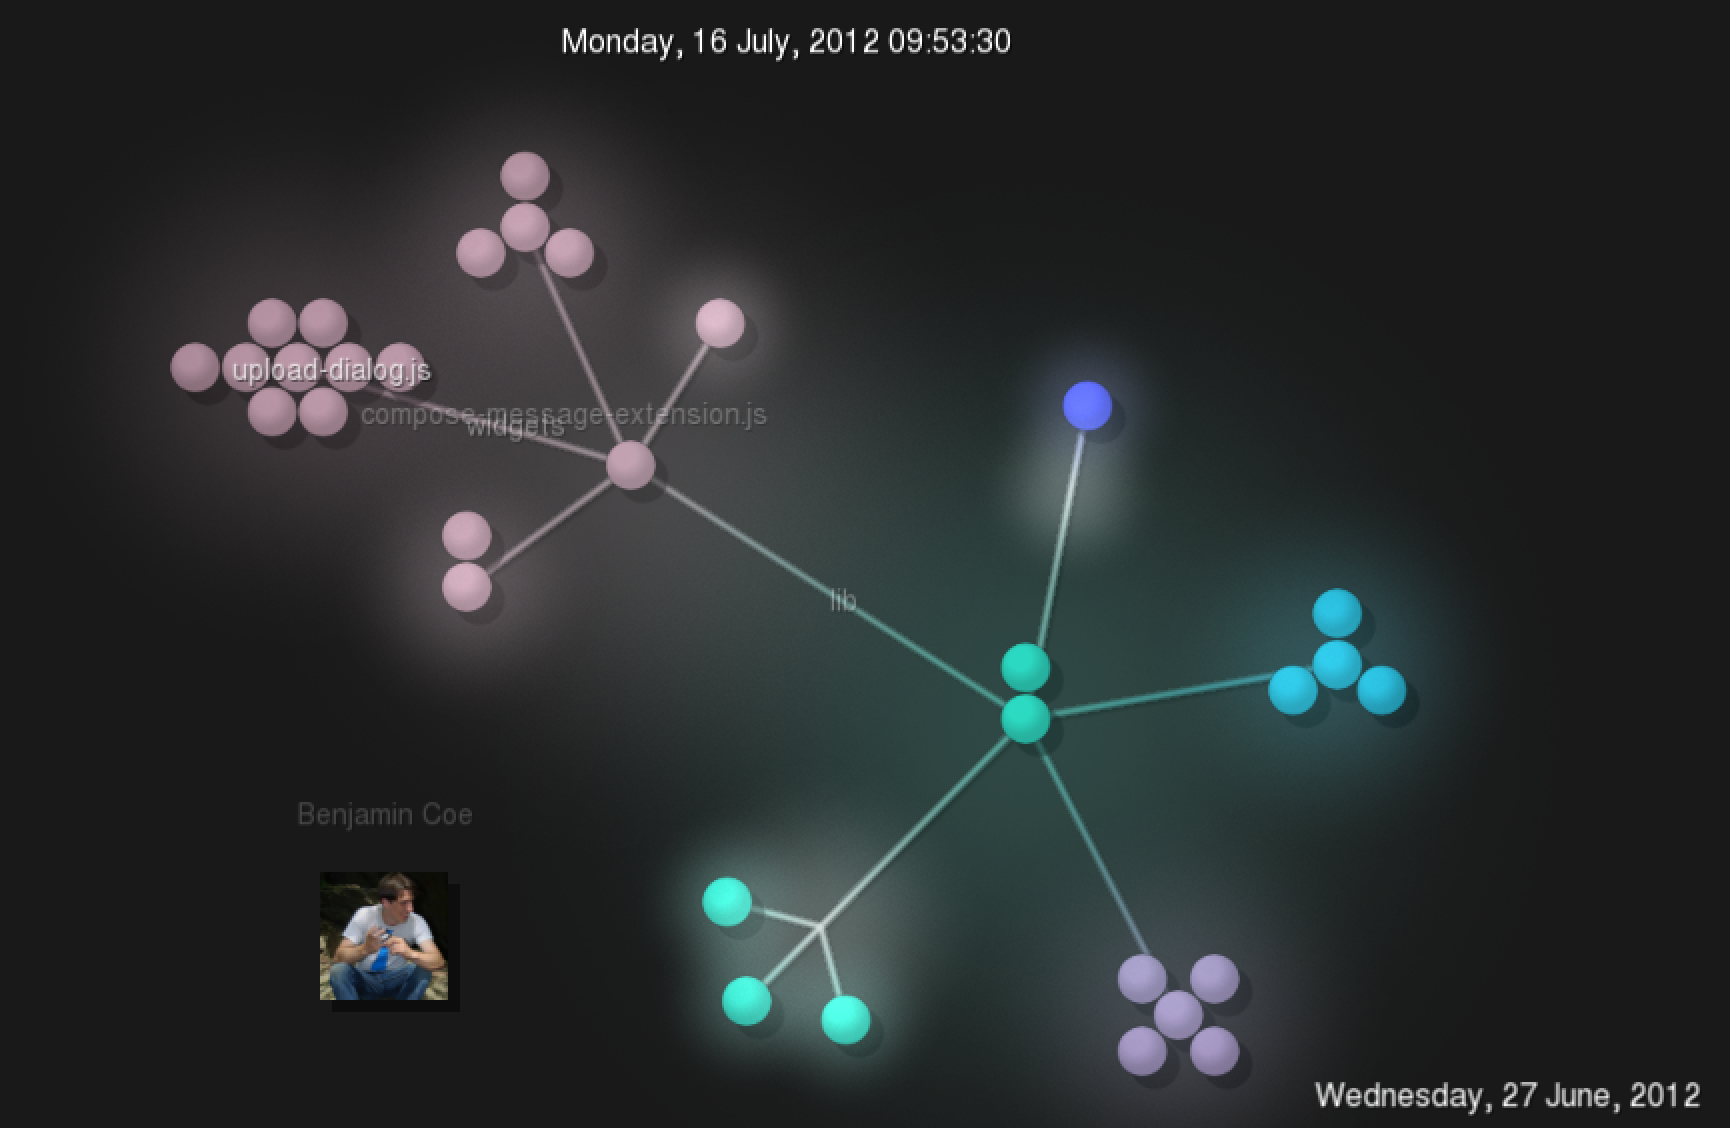 Monday, 16 July, 2012 09:53:30
upload-dialog.js
compose-message-extension.js
widgets
lib
Benjamin Coe
Wednesday, 27 June, 2012